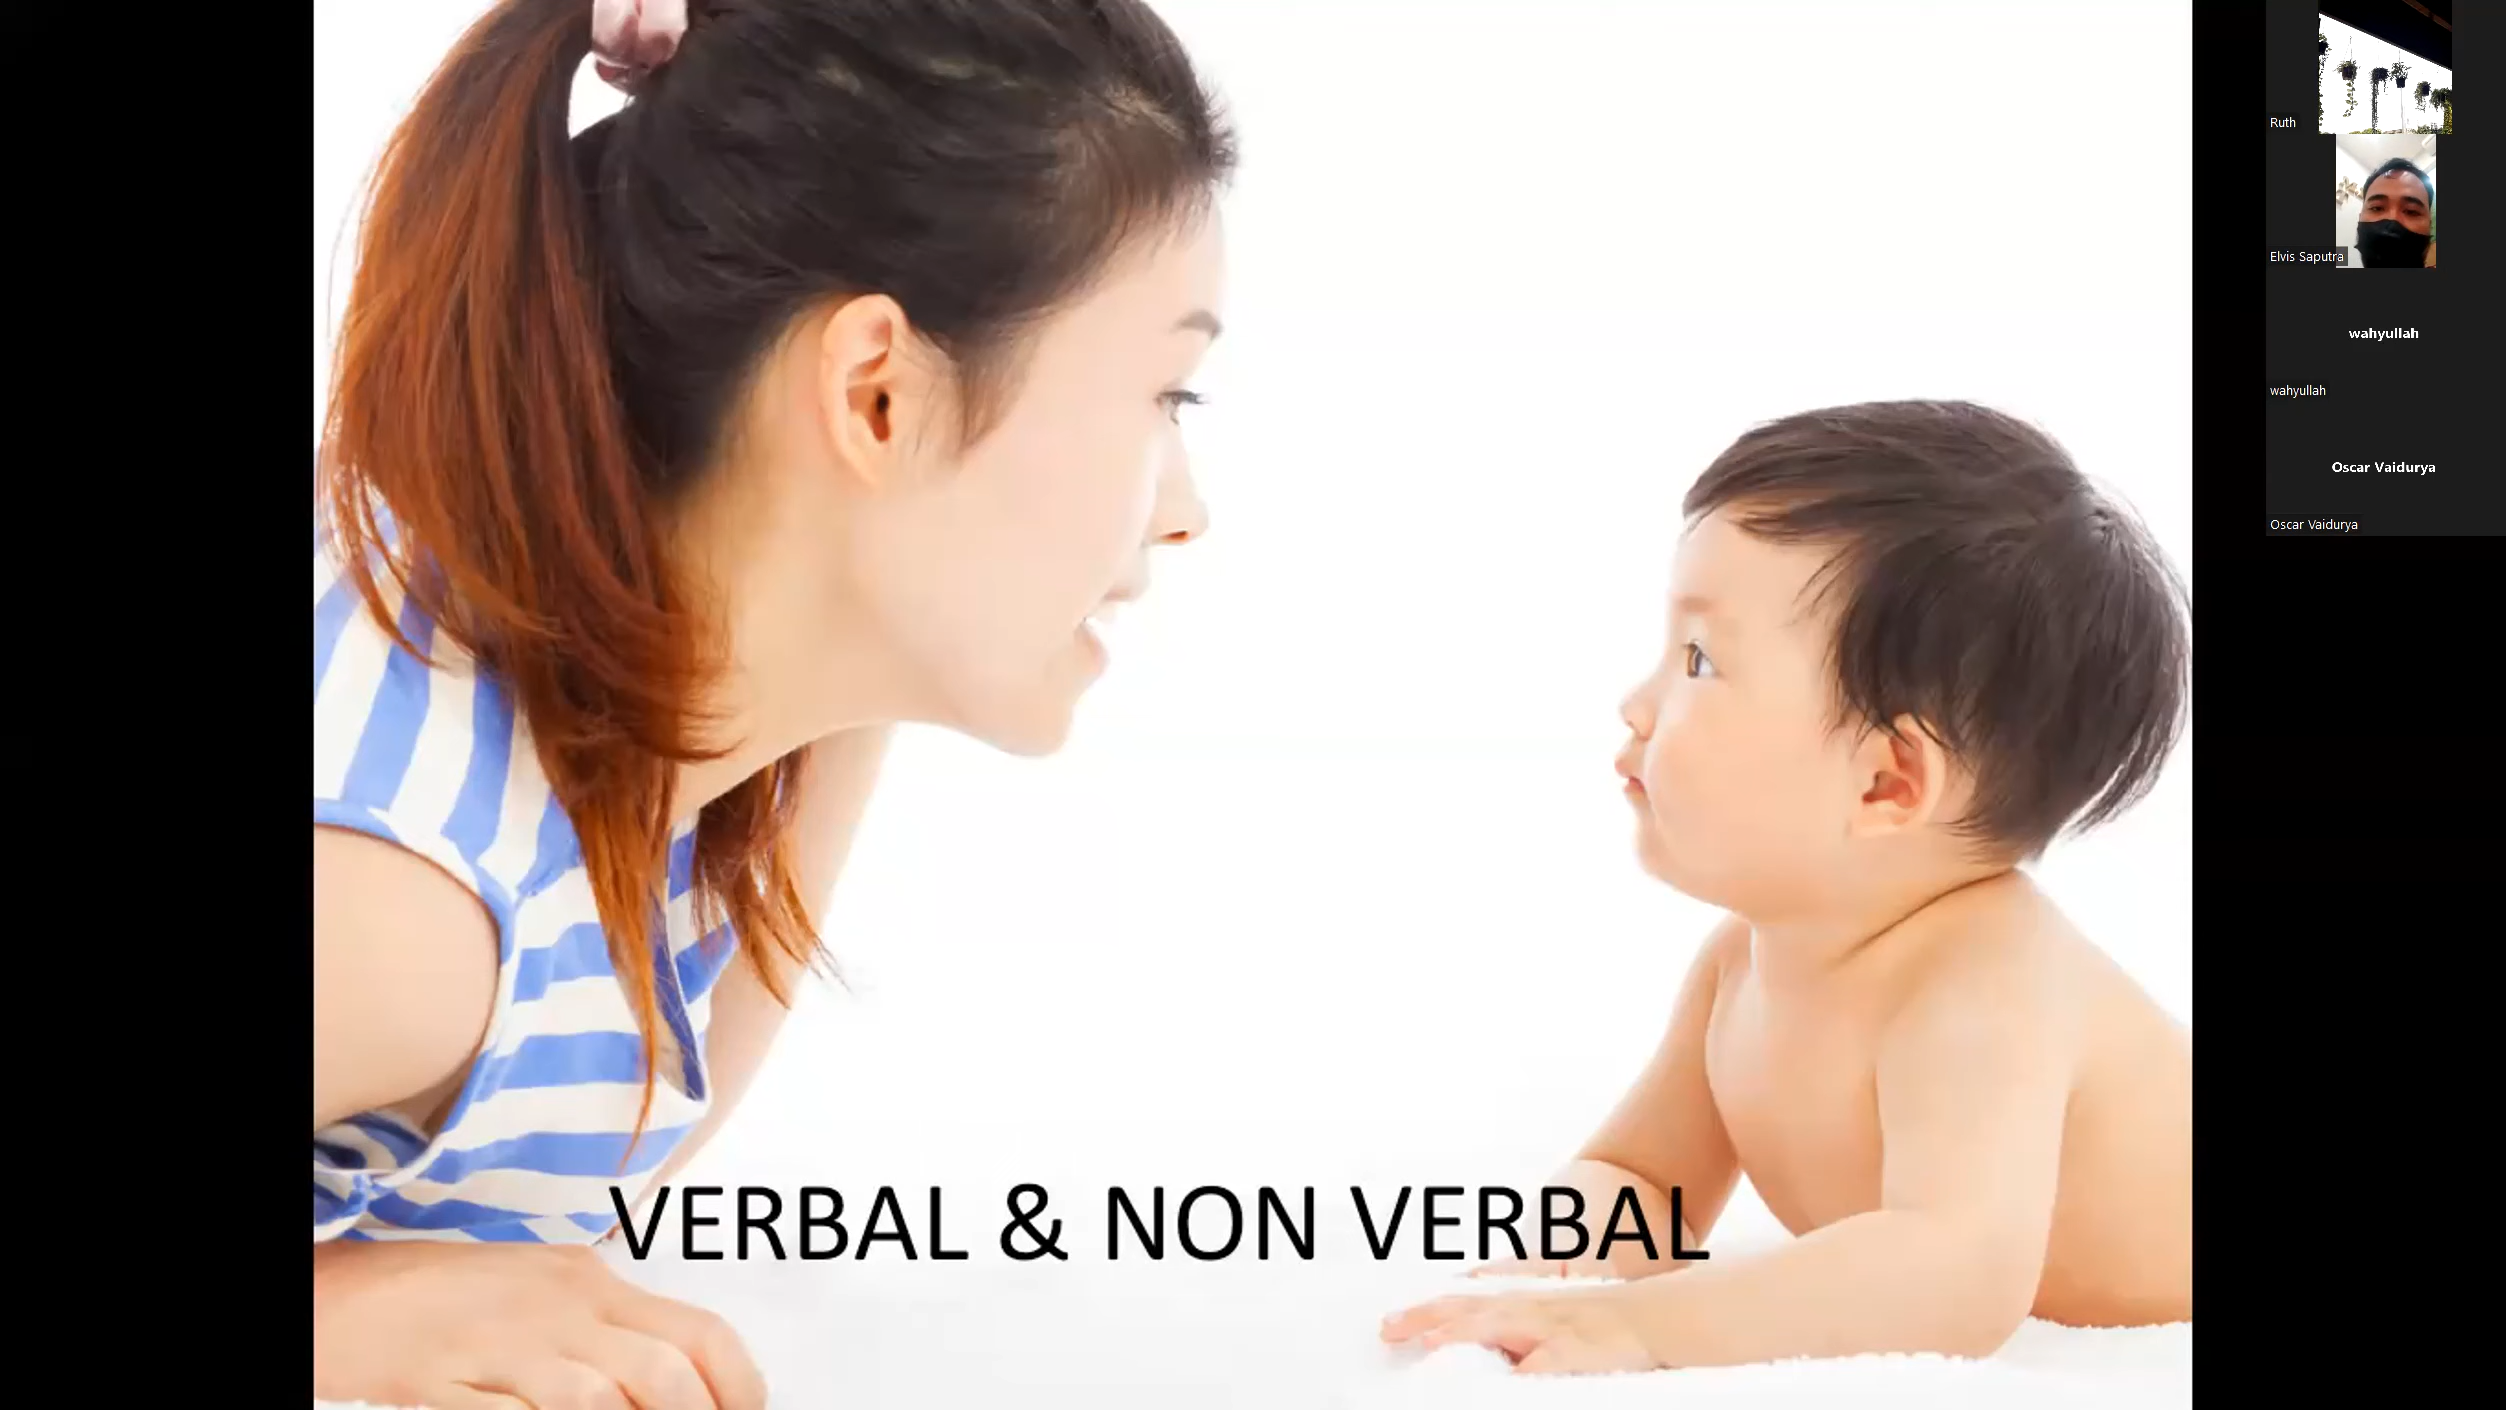 VERBAL & NON VERBAL
Ruth
Elvis Saputra
wahyullah
wahyullah
Oscar Vaidurya
Oscar Vaidurya